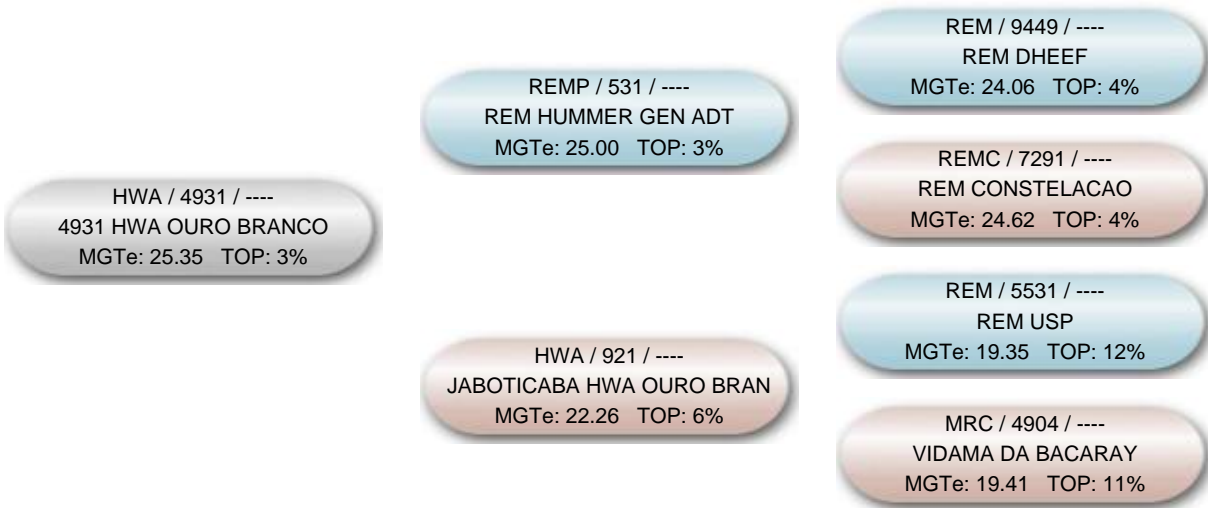 HWA / 4931 / ----
4931 HWA OURO BRANCO
MGTe: 25.35 TOP: 3%
REMP / 531 / ----
REM HUMMER GEN ADT
MGTe: 25.00 TOP: 3%
HWA / 921 / ----
JABOTICABA HWA OURO BRAN
MGTe: 22.26 TOP: 6%
REM / 9449 / ----
REM DHEEF
MGTe: 24.06 TOP: 4%
REMC / 7291 / ----
REM CONSTELACAO
MGTe: 24.62 TOP: 4%
REM / 5531 / ----
REM USP
MGTe: 19.35 TOP: 12%
MRC / 4904 / ----
VIDAMA DA BACARAY
MGTe: 19.41 TOP: 11%